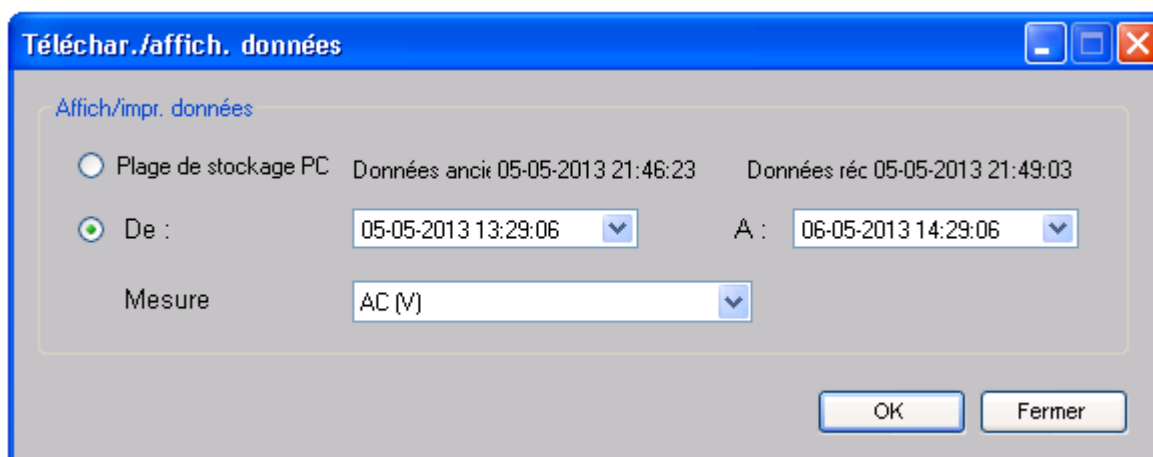 Téléchar./affich. données
Affich/impr. données
Plage de stockage PC Données ancie 05-05-2013 21:46:23 Données réc 05-05-2013 21:49:03
De : 05-05-2013 13:29:06 A : 06-05-2013 14:29:06
Mesure AC (V)
OK Fermer